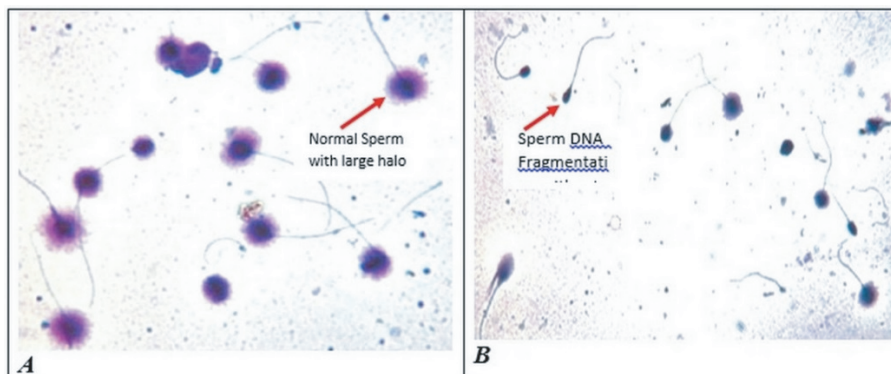 Normal Sperm
with large halo
Sperm DNA
Fragmentati
A
B